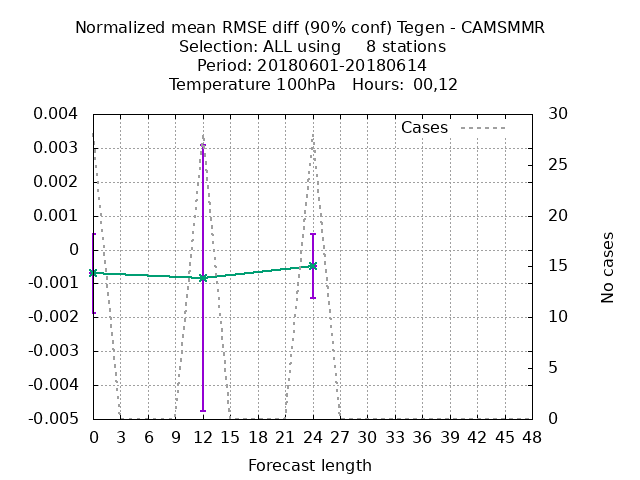 Normalized mean RMSE diff (90% conf) Tegen - CAMSMMR
Selection: ALL using     8 stations
Period: 20180601-20180614
Temperature 100hPa   Hours:  00,12
Cases
0.004
0.003
0.002
0.001
0
-0.001
-0.002
-0.003
-0.004
-0.005
30
25
20
15
10
5
0
No cases
0 3 6 9 12 15 18 21 24 27 30 33 36 39 42 45 48
Forecast length